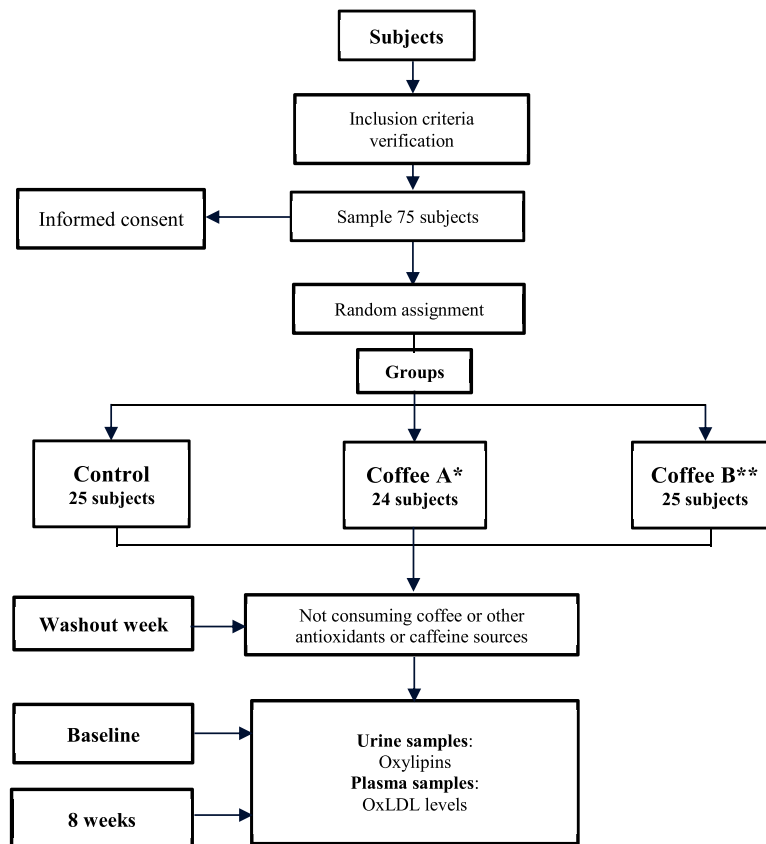 Subjects
Inclusion criteria
verification
Informed consent
Sample 75 subjects
Random assignment
Groups
Control
25 subjects
Coffee A*
24 subjects
Coffee B**
25 subjects
Washout week
Not consuming coffee or other
antioxidants or caffeine sources
Baseline
Urine samples:
Oxylipins
Plasma samples:
OxLDL levels
8 weeks